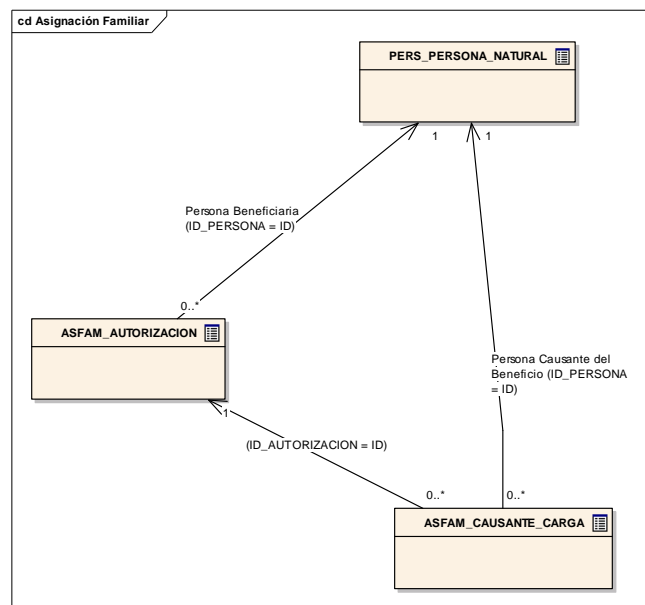 cd Asignación Familiar
PERS_PERSONA_NATURAL
1
1
Persona Beneficiaria
(ID_PERSONA = ID)
0..*
ASFAM_AUTORIZACION
Persona Causante del
Beneficio (ID_PERSONA
= ID)
1
(ID_AUTORIZACION = ID)
0..*
0..*
ASFAM_CAUSANTE_CARGA